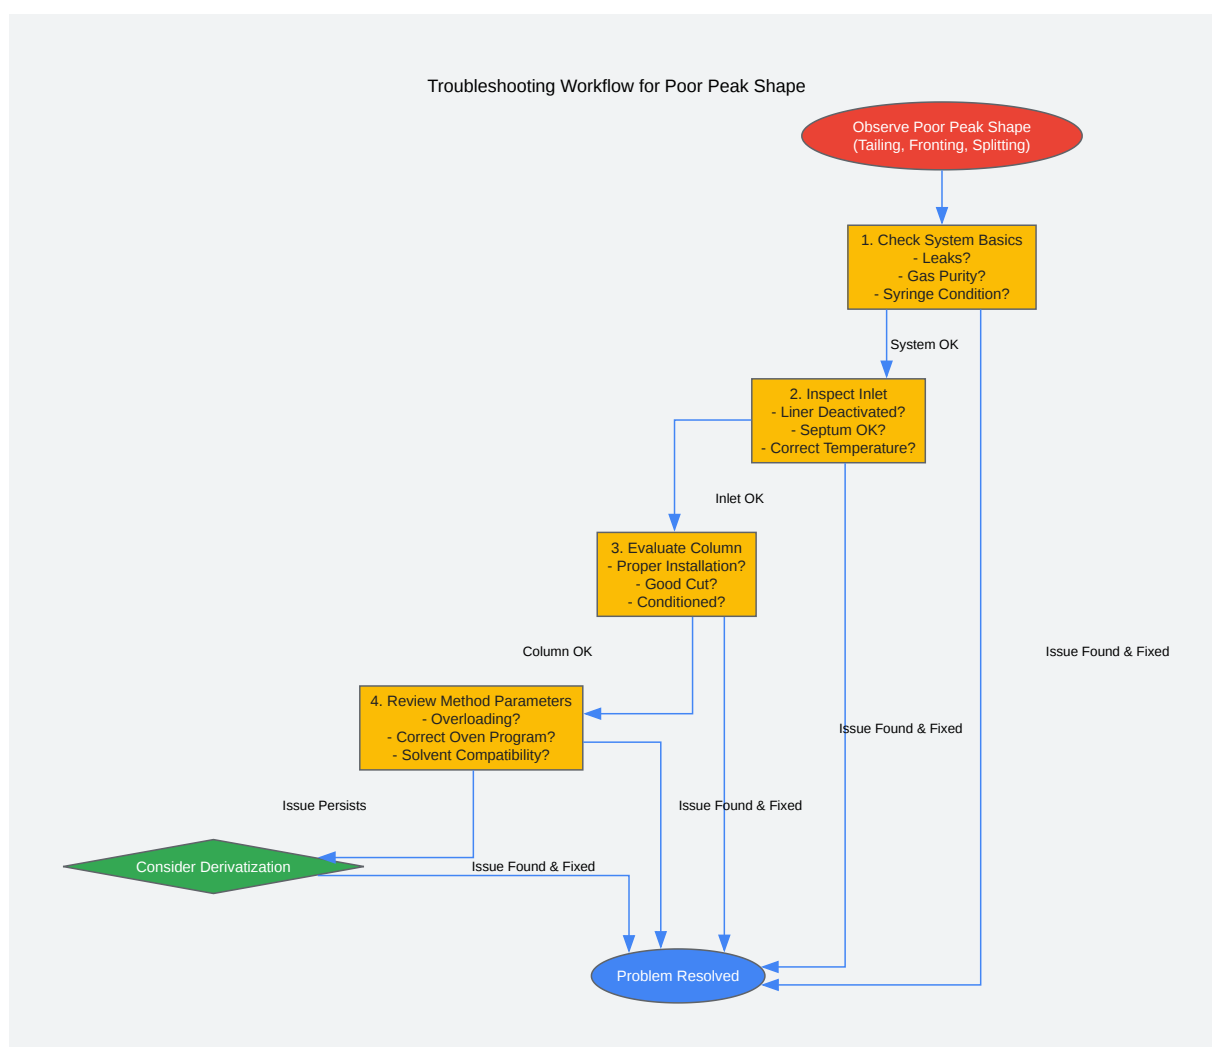 Troubleshooting Workflow for Poor Peak Shape
Observe Poor Peak Shape
(Tailing, Fronting, Splitting)
1. Check System Basics
- Leaks?
- Gas Purity?
- Syringe Condition?
System OK
2. Inspect Inlet
- Liner Deactivated?
- Septum OK?
- Correct Temperature?
Inlet OK
3. Evaluate Column
- Proper Installation?
- Good Cut?
- Conditioned?
Column OK
Issue Found & Fixed
4. Review Method Parameters
- Overloading?
- Correct Oven Program?
- Solvent Compatibility?
Issue Found & Fixed
Issue Persists
Issue Found & Fixed
Consider Derivatization
Issue Found & Fixed
Problem Resolved